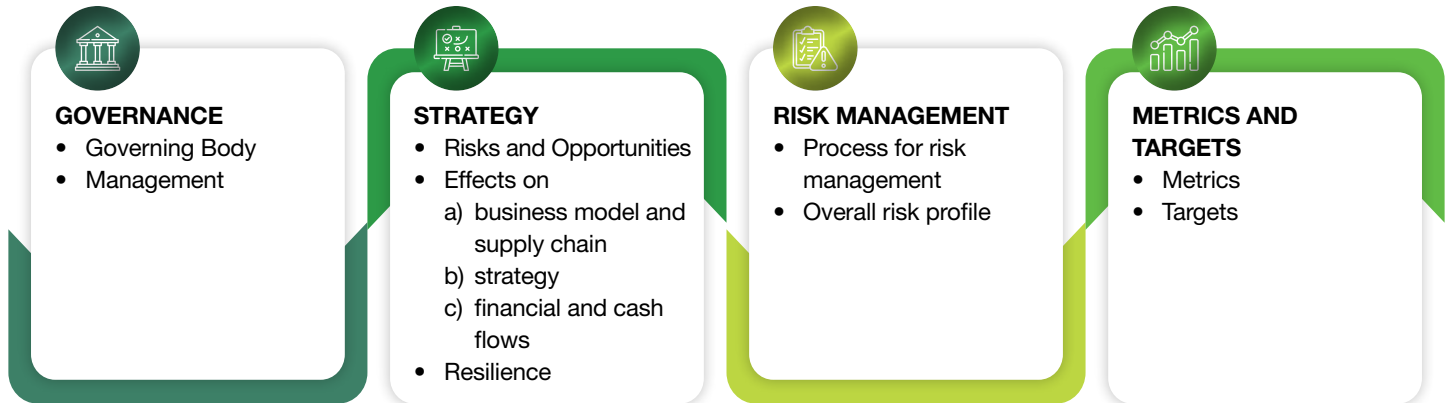 GOVERNANCE
• Governing Body
• Management
STRATEGY
• Risks and Opportunities
• Effects on
a) business model and
supply chain
b) strategy
c) financial and cash
flows
• Resilience
RISK MANAGEMENT
• Process for risk
management
• Overall risk profile
METRICS AND
TARGETS
• Metrics
• Targets